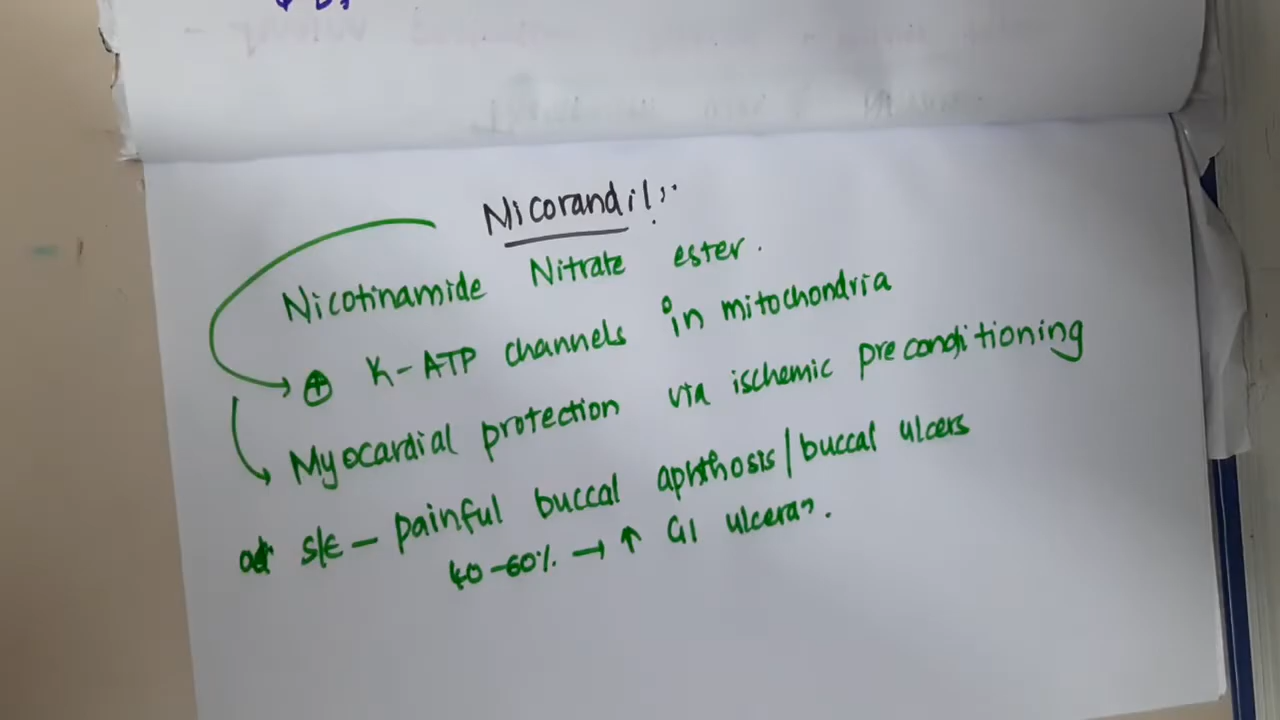 Nicorandil:
Nicotinamide Nitrate ester.
⊕ K-ATP channels in mitochondria
Myocardial protection via ischemic preconditioning
S/E - painful buccal aphthosis/buccal ulcers
40-60% → ↑ GI ulceraⁿ.